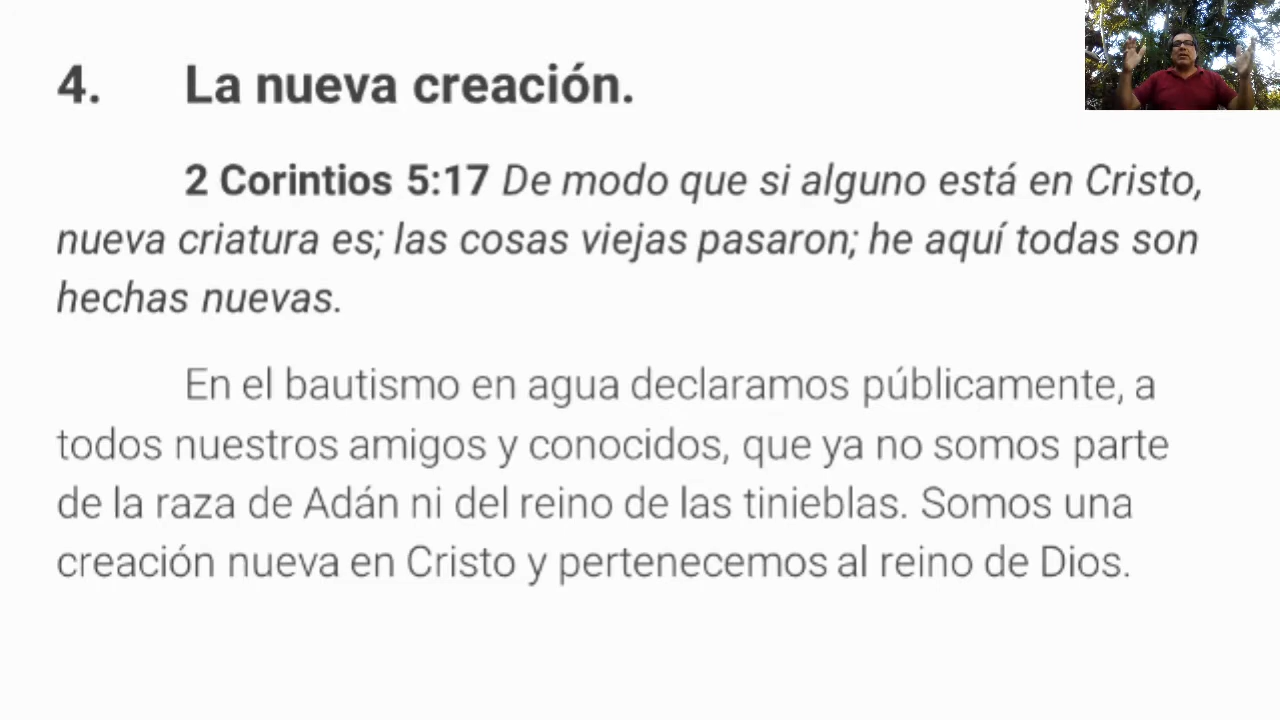 4. La nueva creación.
2 Corintios 5:17 De modo que si alguno está en Cristo,
nueva criatura es; las cosas viejas pasaron; he aquí todas son
hechas nuevas.
En el bautismo en agua declaramos públicamente, a
todos nuestros amigos y conocidos, que ya no somos parte
de la raza de Adán ni del reino de las tinieblas. Somos una
creación nueva en Cristo y pertenecemos al reino de Dios.